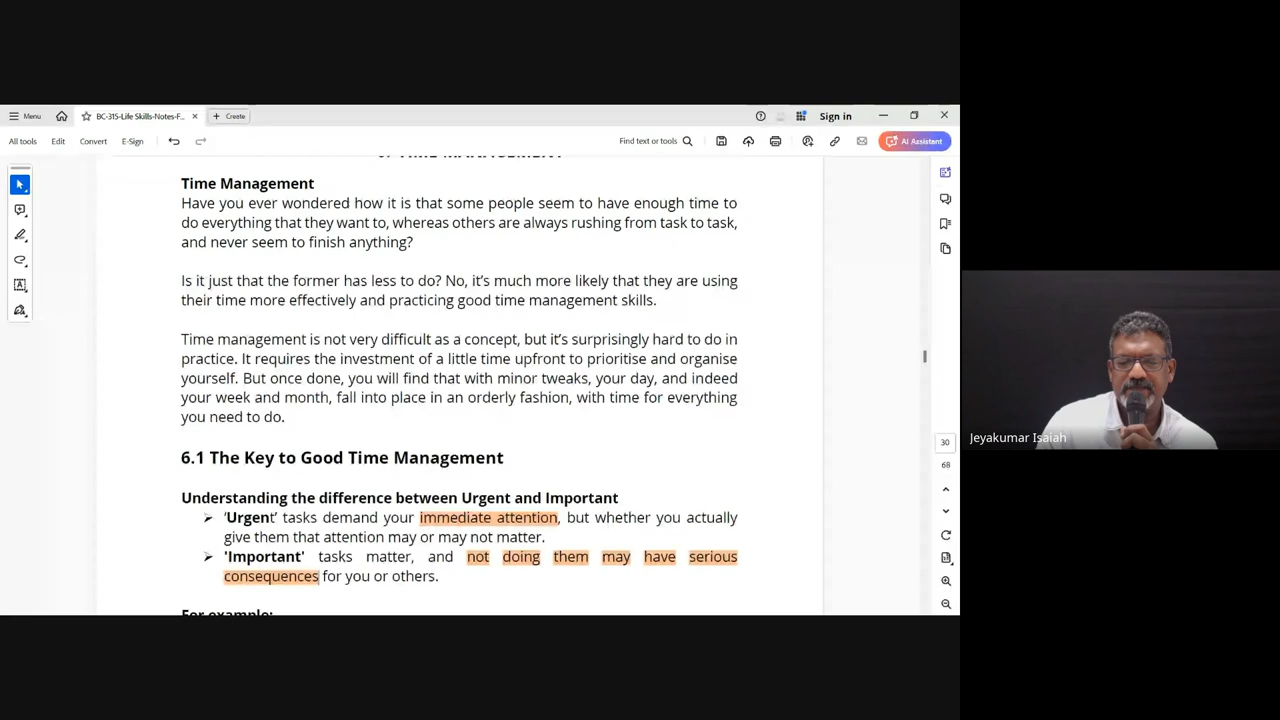 Menu
BC-315-Life Skills-Notes-F...
Create
Sign in
All tools
Edit
Convert
E-Sign
Find text or tools
AI Assistant
TIME MANAGEMENT
Time Management
Have you ever wondered how it is that some people seem to have enough time to
do everything that they want to, whereas others are always rushing from task to task,
and never seem to finish anything?
Is it just that the former has less to do? No, it's much more likely that they are using
their time more effectively and practicing good time management skills.
Time management is not very difficult as a concept, but it's surprisingly hard to do in
practice. It requires the investment of a little time upfront to prioritise and organise
yourself. But once done, you will find that with minor tweaks, your day, and indeed
your week and month, fall into place in an orderly fashion, with time for everything
you need to do.
6.1 The Key to Good Time Management
Understanding the difference between Urgent and Important
➢ 'Urgent' tasks demand your immediate attention, but whether you actually
give them that attention may or may not matter.
➢ 'Important' tasks matter, and not doing them may have serious
consequences for you or others.
For example:
30
68
Jeyakumar Isaiah